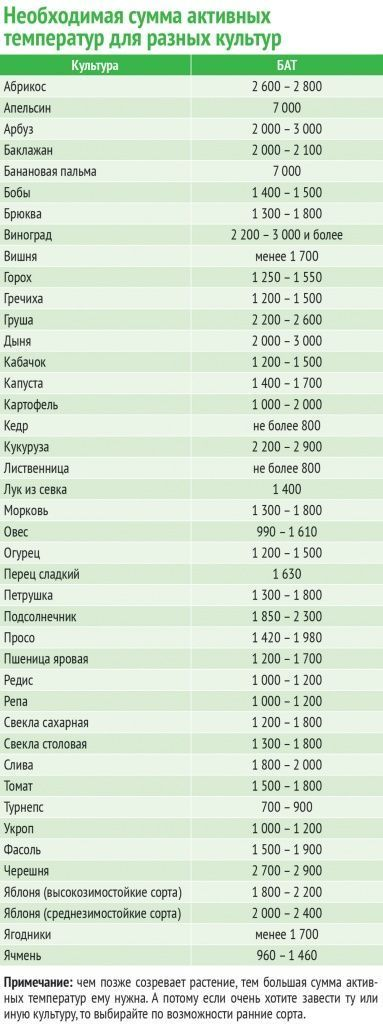 Необходимая сумма активных
температур для разных культур
Культура БАТ
Абрикос 2 600 – 2 800
Апельсин 7 000
Арбуз 2 000 – 3 000
Баклажан 2 000 – 2 100
Банановая пальма 7 000
Бобы 1 400 – 1 500
Брюква 1 300 – 1 800
Виноград 2 200 – 3 000 и более
Вишня менее 1 700
Горох 1 250 – 1 550
Гречиха 1 200 – 1 500
Груша 2 200 – 2 600
Дыня 2 000 – 3 000
Кабачок 1 200 – 1 500
Капуста 1 400 – 1 700
Картофель 1 000 – 2 000
Кедр не более 800
Кукуруза 2 200 – 2 900
Лиственница не более 800
Лук из севка 1 400
Морковь 1 300 – 1 800
Овес 990 – 1 610
Огурец 1 200 – 1 500
Перец сладкий 1 630
Петрушка 1 300 – 1 800
Подсолнечник 1 850 – 2 300
Просо 1 420 – 1 980
Пшеница яровая 1 200 – 1 700
Редис 1 000 – 1 200
Репа 1 000 – 1 200
Свекла сахарная 1 200 – 1 800
Свекла столовая 1 300 – 1 800
Слива 1 800 – 2 000
Томат 1 500 – 1 800
Турнепс 700 – 900
Укроп 1 000 – 1 200
Фасоль 1 500 – 1 900
Черешня 2 700 – 2 900
Яблоня (высокозимостойкие сорта) 1 800 – 2 200
Яблоня (среднезимостойкие сорта) 2 000 – 2 400
Ягодники менее 1 700
Ячмень 960 – 1 460
Примечание: чем позже созревает растение, тем большая сумма актив-
ных температур ему нужна. А потому если очень хотите завести ту или
иную культуру, то выбирайте по возможности ранние сорта.